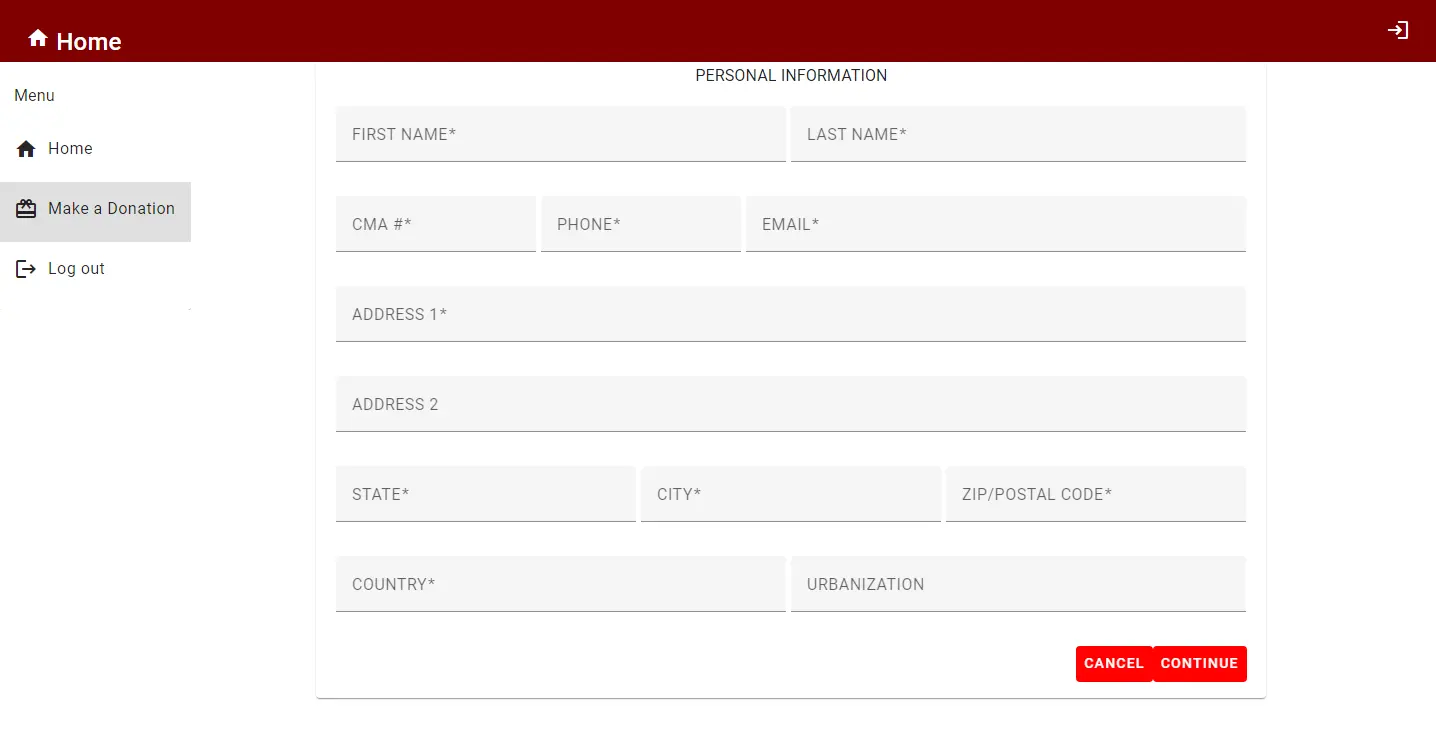 Home
Menu
Home
Make a Donation
Log out
PERSONAL INFORMATION
FIRST NAME* LAST NAME*
CMA #* PHONE* EMAIL*
ADDRESS 1*
ADDRESS 2
STATE* CITY* ZIP/POSTAL CODE*
COUNTRY* URBANIZATION
CANCEL CONTINUE